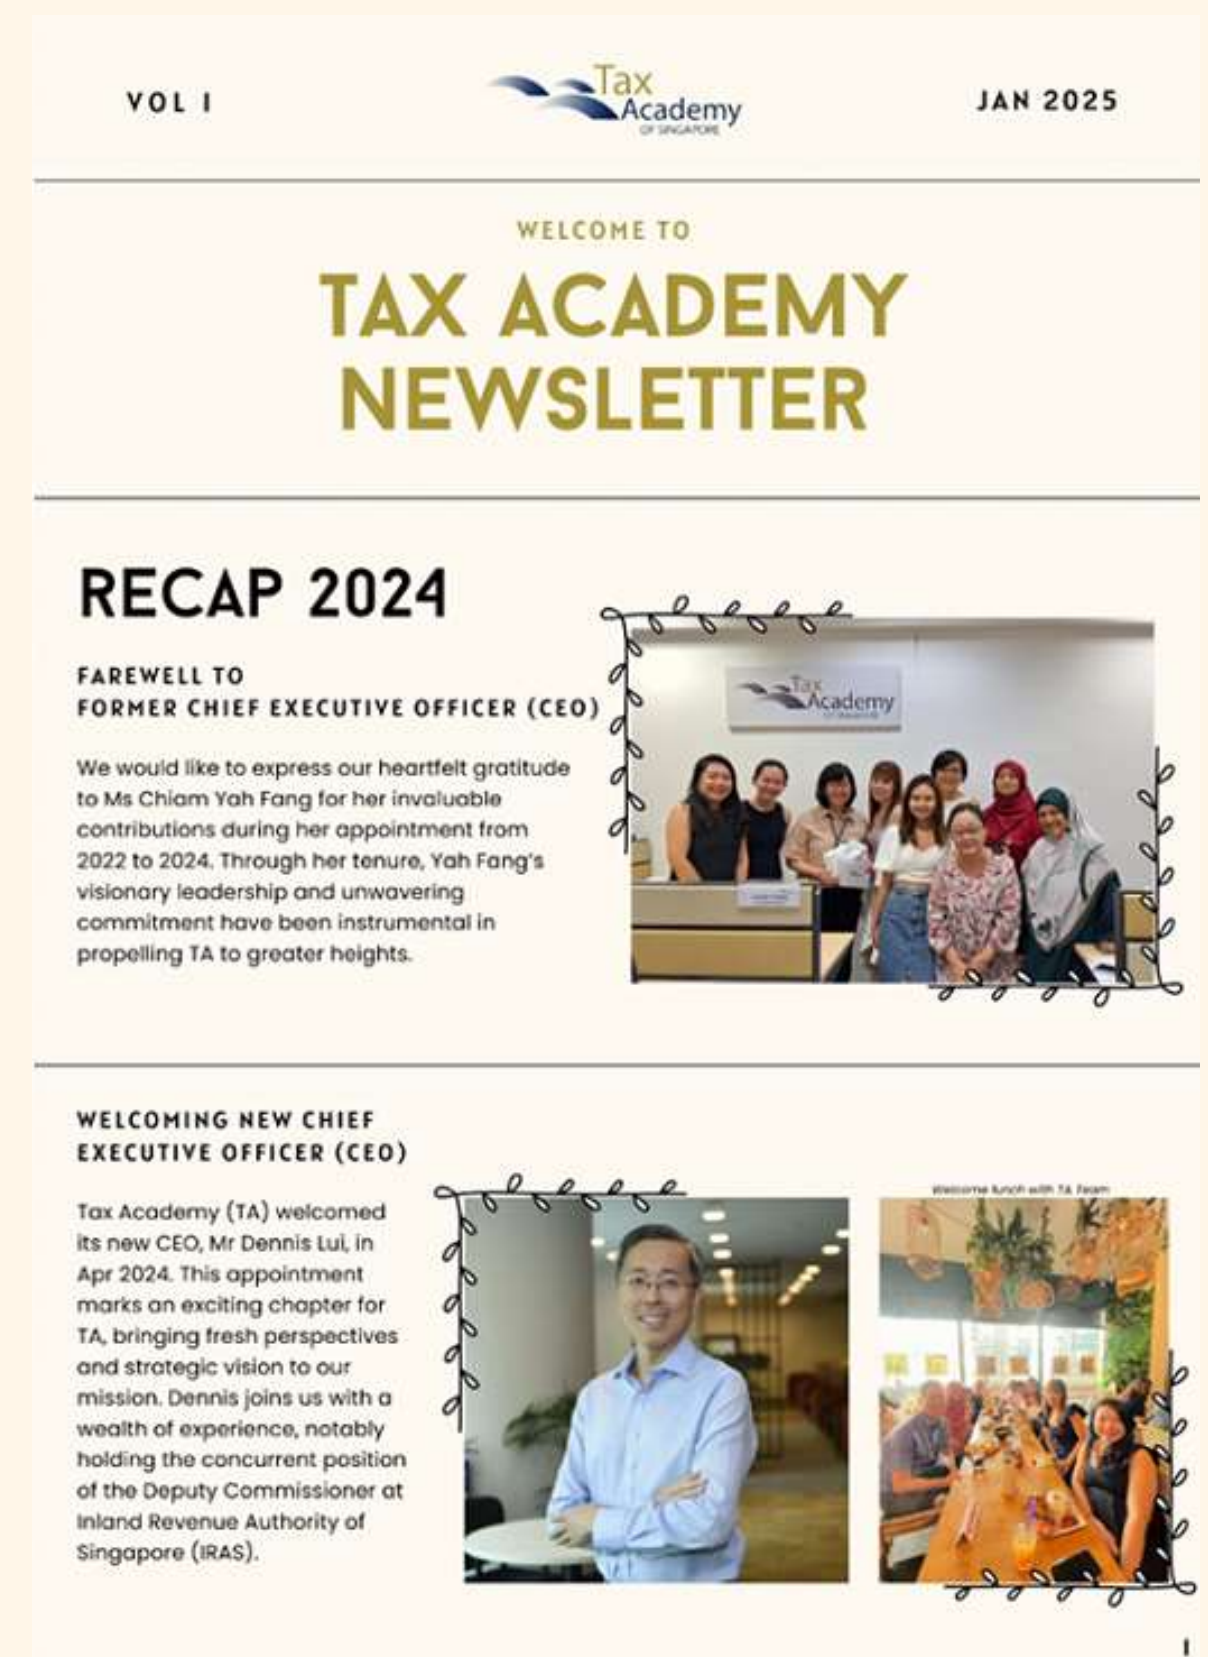 VOL I
Tax
Academy
OF SINGAPORE
JAN 2025
WELCOME TO
TAX ACADEMY
NEWSLETTER
RECAP 2024
FAREWELL TO
FORMER CHIEF EXECUTIVE OFFICER (CEO)
We would like to express our heartfelt gratitude
to Ms Chiam Yah Fang for her invaluable
contributions during her appointment from
2022 to 2024. Through her tenure, Yah Fang's
visionary leadership and unwavering
commitment have been instrumental in
propelling TA to greater heights.
Tax
Academy
WELCOMING NEW CHIEF
EXECUTIVE OFFICER (CEO)
Tax Academy (TA) welcomed
its new CEO, Mr Dennis Lui, in
Apr 2024. This appointment
marks an exciting chapter for
TA, bringing fresh perspectives
and strategic vision to our
mission. Dennis joins us with a
wealth of experience, notably
holding the concurrent position
of the Deputy Commissioner at
Inland Revenue Authority of
Singapore (IRAS).
Welcome lunch with TA Team
1